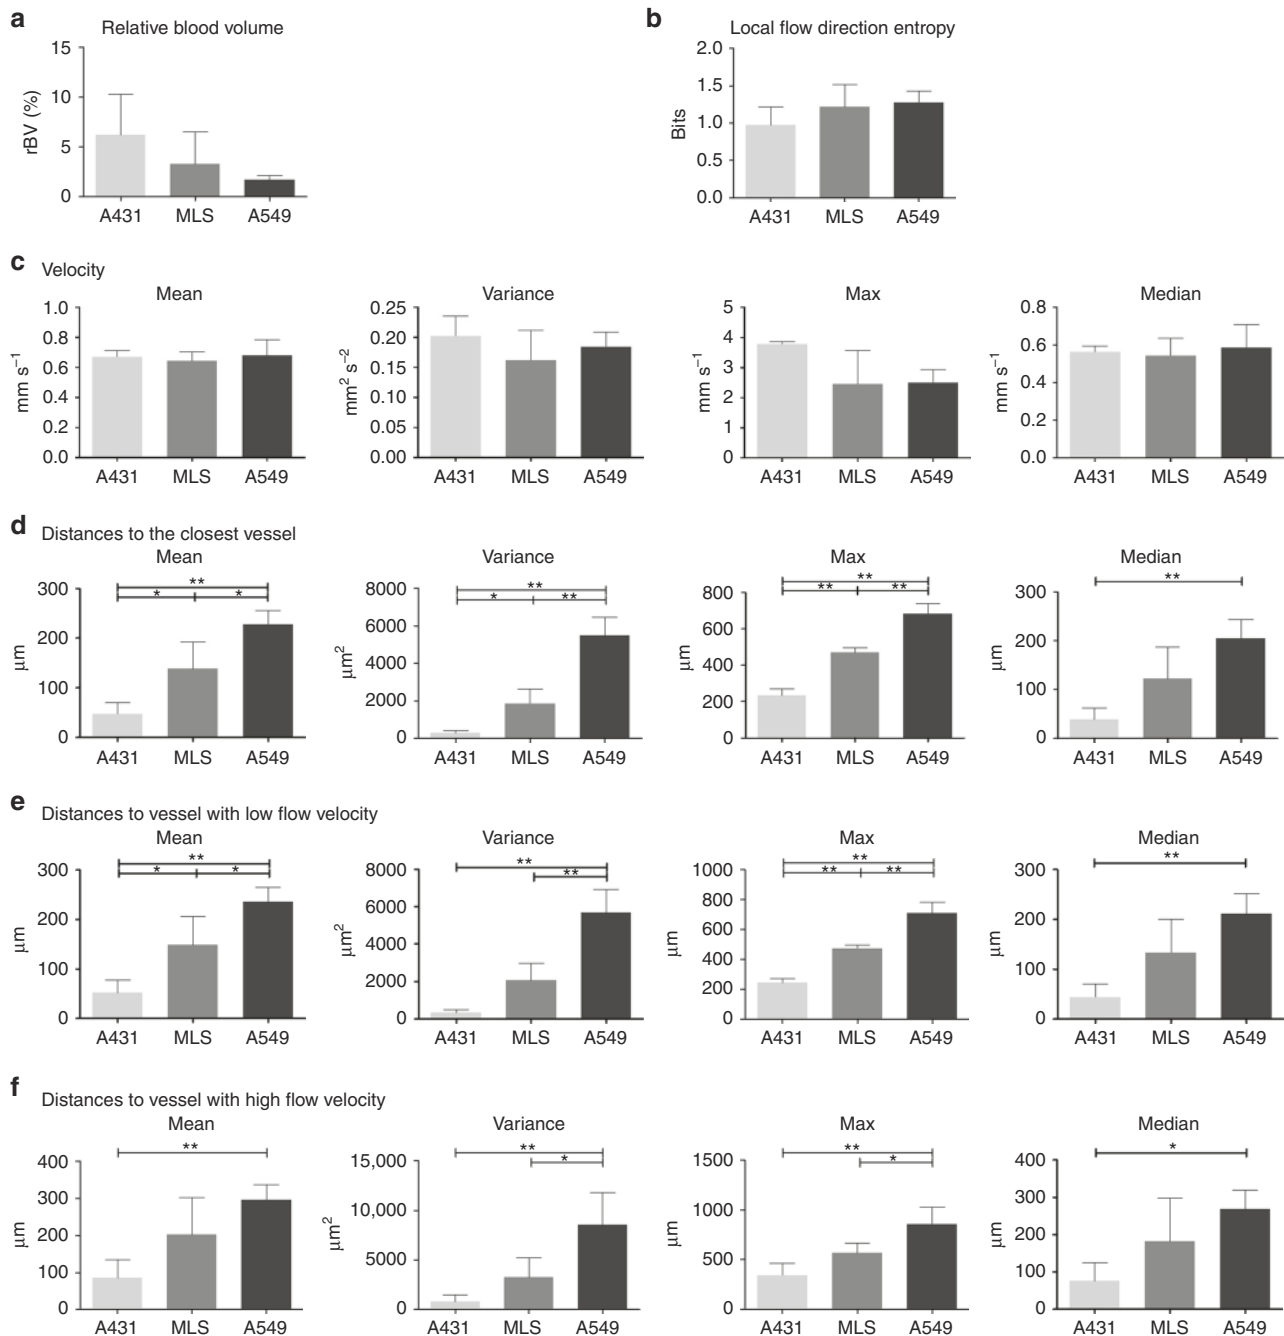 a
Relative blood volume
rBV (%)
15
10
5
0
A431 MLS A549
b
Local flow direction entropy
Bits
2.0
1.5
1.0
0.5
0.0
A431 MLS A549
c
Velocity
Mean
mm s⁻¹
1.0
0.8
0.6
0.4
0.2
0.0
A431 MLS A549
Variance
mm² s⁻²
0.25
0.20
0.15
0.10
0.05
0.00
A431 MLS A549
Max
mm s⁻¹
5
4
3
2
1
0
A431 MLS A549
Median
mm s⁻¹
0.8
0.6
0.4
0.2
0.0
A431 MLS A549
d
Distances to the closest vessel
Mean
**
* *
μm
300
200
100
0
A431 MLS A549
Variance
**
* **
μm²
8000
6000
4000
2000
0
A431 MLS A549
Max
**
** **
μm
800
600
400
200
0
A431 MLS A549
Median
**
μm
300
200
100
0
A431 MLS A549
e
Distances to vessel with low flow velocity
Mean
**
* *
μm
300
200
100
0
A431 MLS A549
Variance
**
**
μm²
8000
6000
4000
2000
0
A431 MLS A549
Max
**
** **
μm
1000
800
600
400
200
0
A431 MLS A549
Median
**
μm
300
200
100
0
A431 MLS A549
f
Distances to vessel with high flow velocity
Mean
**
μm
400
300
200
100
0
A431 MLS A549
Variance
**
*
μm²
15,000
10,000
5000
0
A431 MLS A549
Max
**
*
μm
1500
1000
500
0
A431 MLS A549
Median
*
μm
400
300
200
100
0
A431 MLS A549